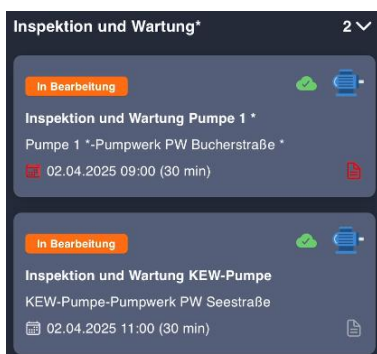 Inspektion und Wartung* 2
In Bearbeitung
Inspektion und Wartung Pumpe 1 *
Pumpe 1 *-Pumpwerk PW Bucherstraße *
02.04.2025 09:00 (30 min)
In Bearbeitung
Inspektion und Wartung KEW-Pumpe
KEW-Pumpe-Pumpwerk PW Seestraße
02.04.2025 11:00 (30 min)